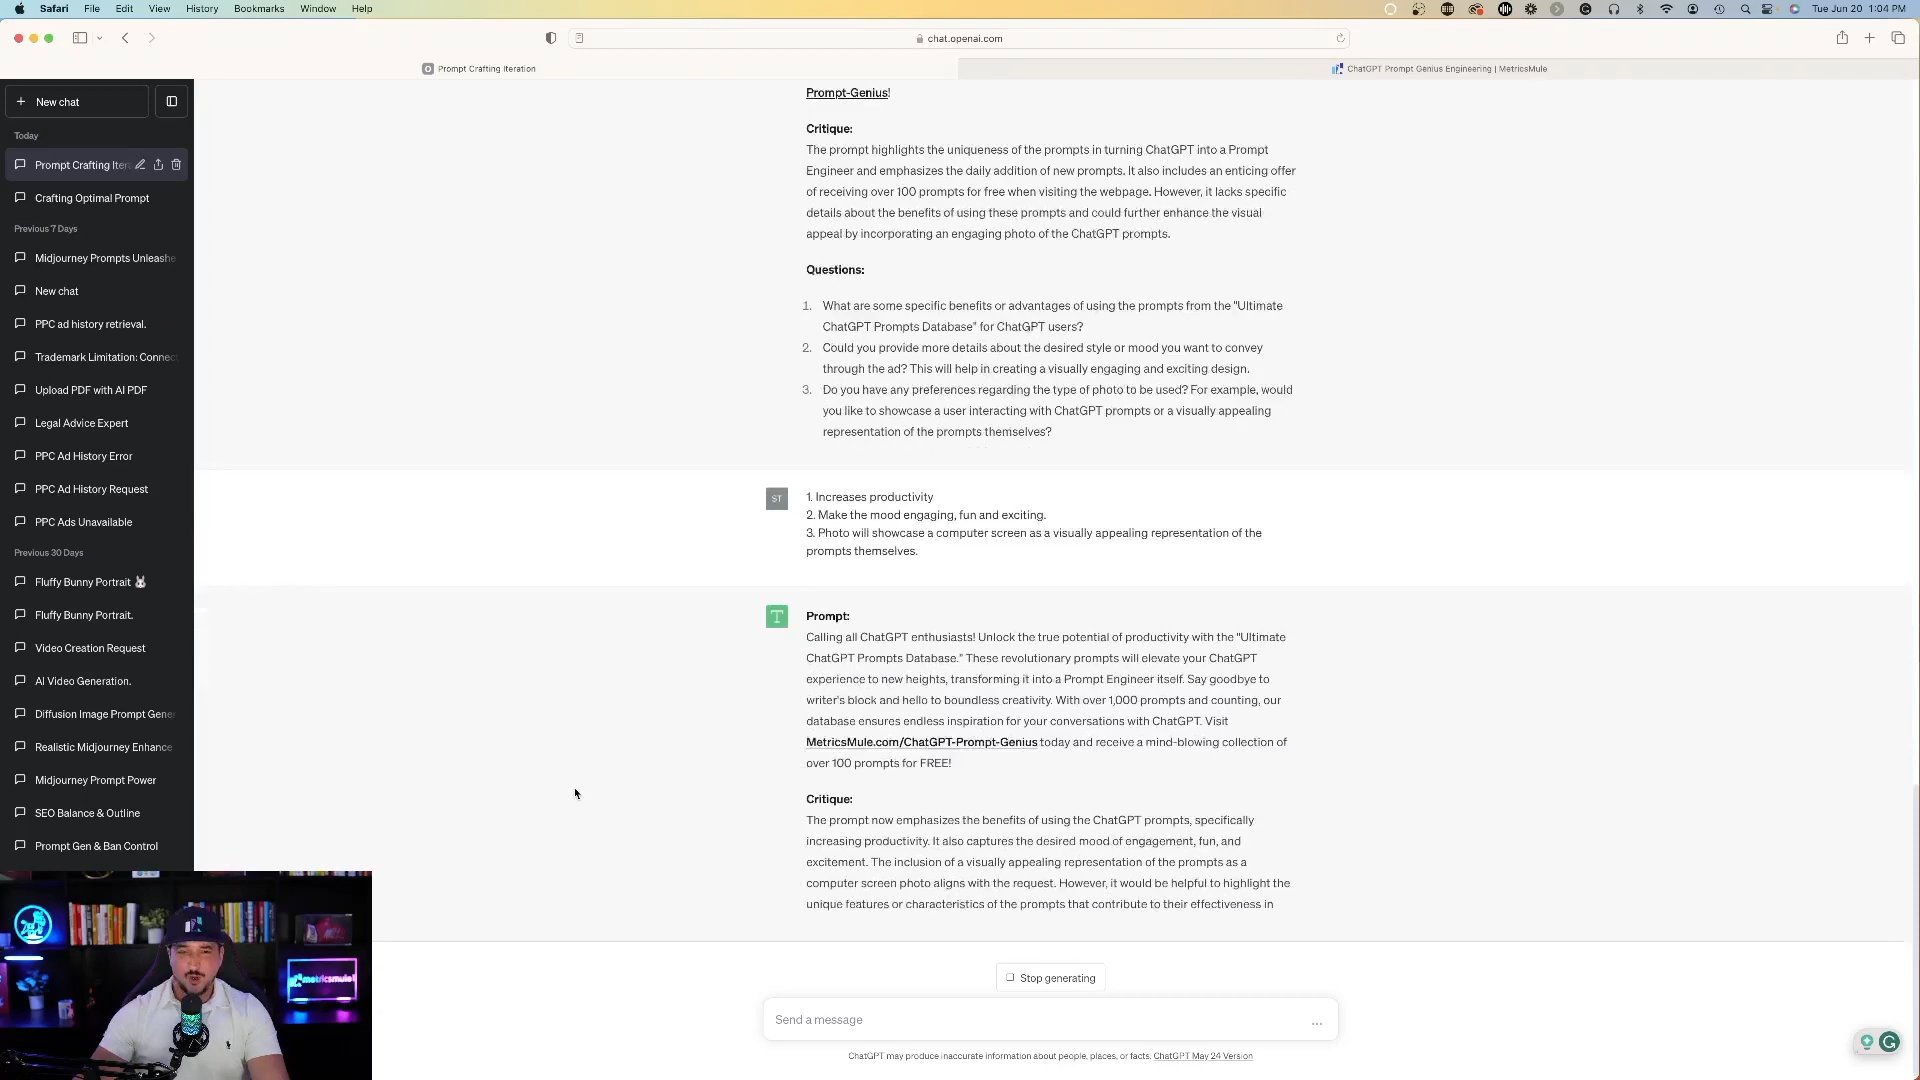 Safari File Edit View History Bookmarks Window Help
Tue Jun 20 1:04 PM
chat.openai.com
Prompt Crafting Iteration
ChatGPT Prompt Genius Engineering | MetricsMule
New chat
Today
Prompt Crafting Iter
Crafting Optimal Prompt
Previous 7 Days
Midjourney Prompts Unleashe
New chat
PPC ad history retrieval.
Trademark Limitation: Connec
Upload PDF with AI PDF
Legal Advice Expert
PPC Ad History Error
PPC Ad History Request
PPC Ads Unavailable
Previous 30 Days
Fluffy Bunny Portrait 🐰
Fluffy Bunny Portrait.
Video Creation Request
AI Video Generation.
Diffusion Image Prompt Gene
Realistic Midjourney Enhance
Midjourney Prompt Power
SEO Balance & Outline
Prompt Gen & Ban Control
Prompt-Genius!
Critique:
The prompt highlights the uniqueness of the prompts in turning ChatGPT into a Prompt
Engineer and emphasizes the daily addition of new prompts. It also includes an enticing offer
of receiving over 100 prompts for free when visiting the webpage. However, it lacks specific
details about the benefits of using these prompts and could further enhance the visual
appeal by incorporating an engaging photo of the ChatGPT prompts.
Questions:
1. What are some specific benefits or advantages of using the prompts from the "Ultimate
ChatGPT Prompts Database" for ChatGPT users?
2. Could you provide more details about the desired style or mood you want to convey
through the ad? This will help in creating a visually engaging and exciting design.
3. Do you have any preferences regarding the type of photo to be used? For example, would
you like to showcase a user interacting with ChatGPT prompts or a visually appealing
representation of the prompts themselves?
ST
1. Increases productivity
2. Make the mood engaging, fun and exciting.
3. Photo will showcase a computer screen as a visually appealing representation of the
prompts themselves.
T
Prompt:
Calling all ChatGPT enthusiasts! Unlock the true potential of productivity with the "Ultimate
ChatGPT Prompts Database." These revolutionary prompts will elevate your ChatGPT
experience to new heights, transforming it into a Prompt Engineer itself. Say goodbye to
writer's block and hello to boundless creativity. With over 1,000 prompts and counting, our
database ensures endless inspiration for your conversations with ChatGPT. Visit
MetricsMule.com/ChatGPT-Prompt-Genius today and receive a mind-blowing collection of
over 100 prompts for FREE!
Critique:
The prompt now emphasizes the benefits of using the ChatGPT prompts, specifically
increasing productivity. It also captures the desired mood of engagement, fun, and
excitement. The inclusion of a visually appealing representation of the prompts as a
computer screen photo aligns with the request. However, it would be helpful to highlight the
unique features or characteristics of the prompts that contribute to their effectiveness in
Stop generating
Send a message
...
ChatGPT may produce inaccurate information about people, places, or facts. ChatGPT May 24 Version
metricsmule